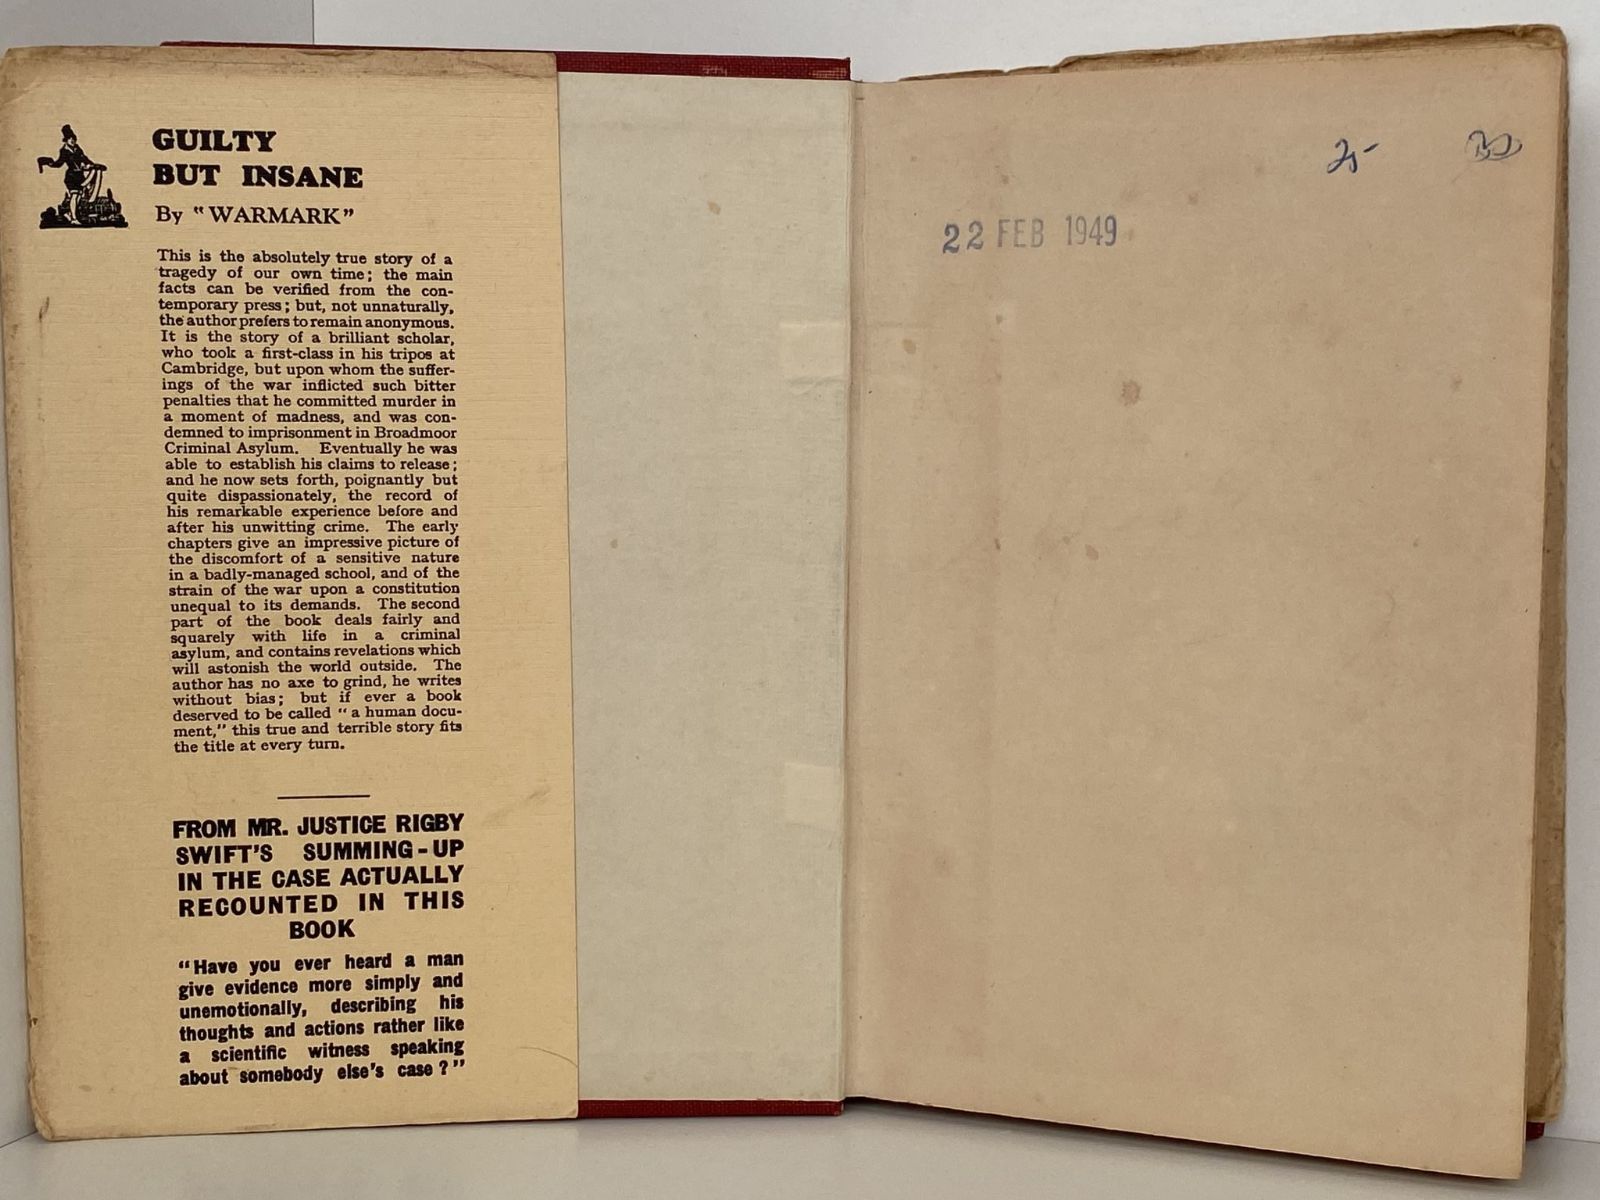 GUILTY
BUT INSANE
By "WARMARK"
This is the absolutely true story of a
tragedy of our own time; the main
facts can be verified from the con-
temporary press; but, not unnaturally,
the author prefers to remain anonymous.
It is the story of a brilliant scholar,
who took a first-class in his tripos at
Cambridge, but upon whom the suffer-
ings of the war inflicted such bitter
penalties that he committed murder in
a moment of madness, and was con-
demned to imprisonment in Broadmoor
Criminal Asylum. Eventually he was
able to establish his claims to release;
and he now sets forth, poignantly but
quite dispassionately, the record of
his remarkable experience before and
after his unwitting crime. The early
chapters give an impressive picture of
the discomfort of a sensitive nature
in a badly-managed school, and of the
strain of the war upon a constitution
unequal to its demands. The second
part of the book deals fairly and
squarely with life in a criminal
asylum, and contains revelations which
will astonish the world outside. The
author has no axe to grind, he writes
without bias; but if ever a book
deserved to be called "a human docu-
ment," this true and terrible story fits
the title at every turn.
FROM MR. JUSTICE RIGBY
SWIFT'S SUMMING-UP
IN THE CASE ACTUALLY
RECOUNTED IN THIS
BOOK
"Have you ever heard a man
give evidence more simply and
unemotionally, describing his
thoughts and actions rather like
a scientific witness speaking
about somebody else's case?"
25-
22 FEB 1949